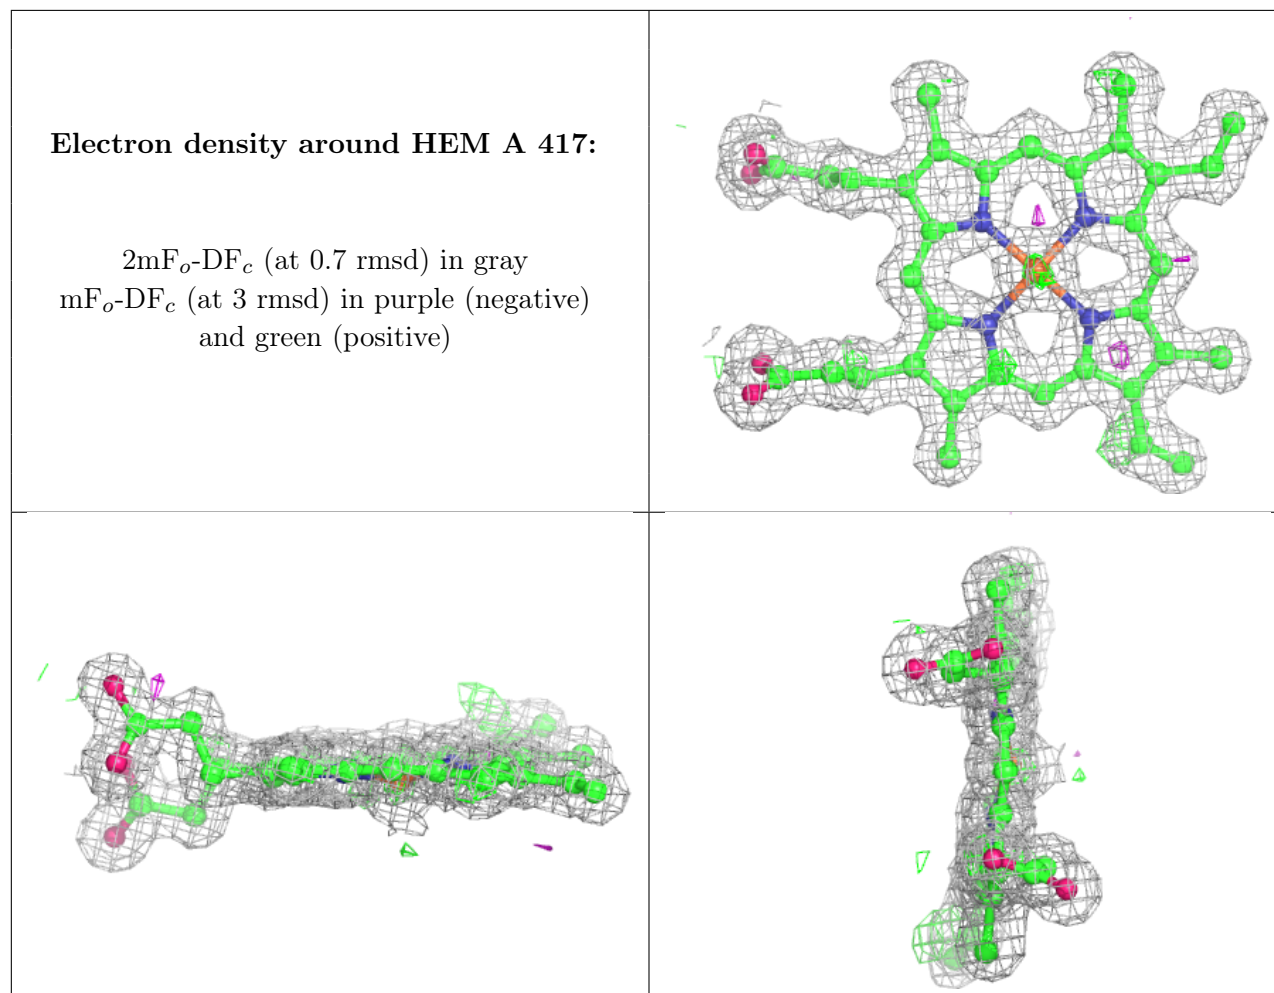 Electron density around HEM A 417:
2mFo-DFc (at 0.7 rmsd) in gray
mFo-DFc (at 3 rmsd) in purple (negative)
and green (positive)